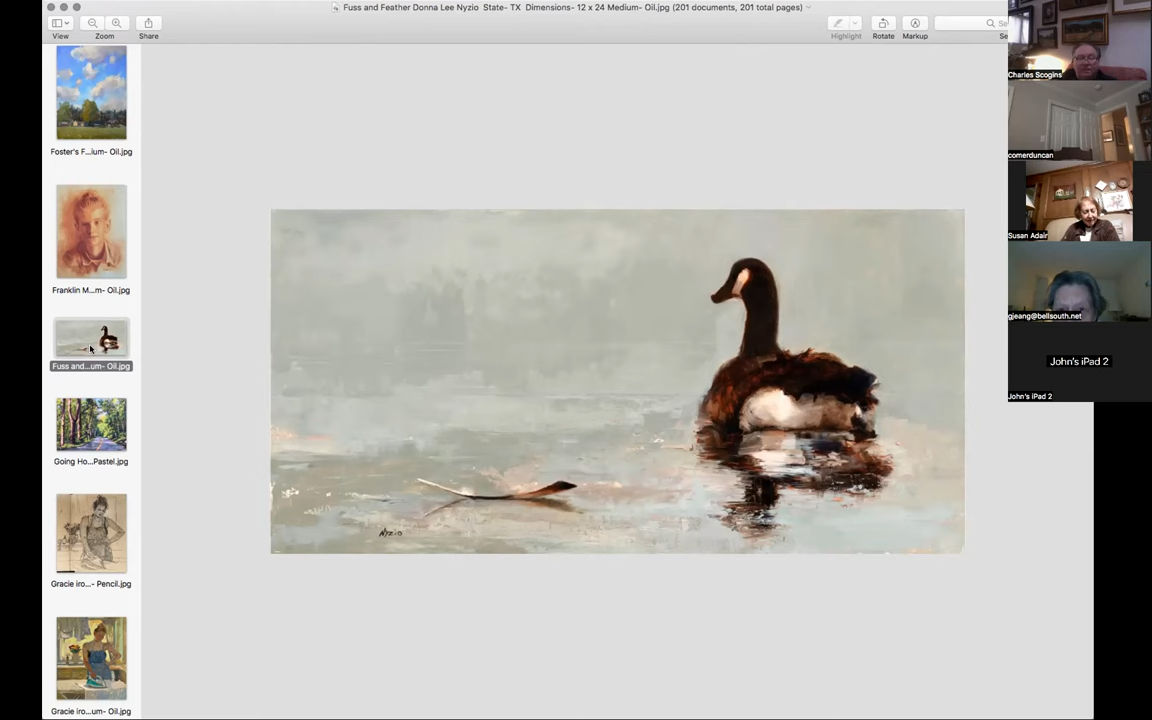 Fuss and Feather Donna Lee Nyzio State- TX Dimensions- 12 x 24 Medium- Oil.jpg (201 documents, 201 total pages)
View
Zoom
Share
Highlight
Rotate
Markup
Se
Se
Foster's F...ium- Oil.jpg
Franklin M...m- Oil.jpg
Fuss and...um- Oil.jpg
Going Ho...Pastel.jpg
Gracie iro...- Pencil.jpg
Gracie iro...um- Oil.jpg
Nyzio
Charles Scogins
comerduncan
Susan Adair
gjeang@bellsouth.net
John's iPad 2
John's iPad 2